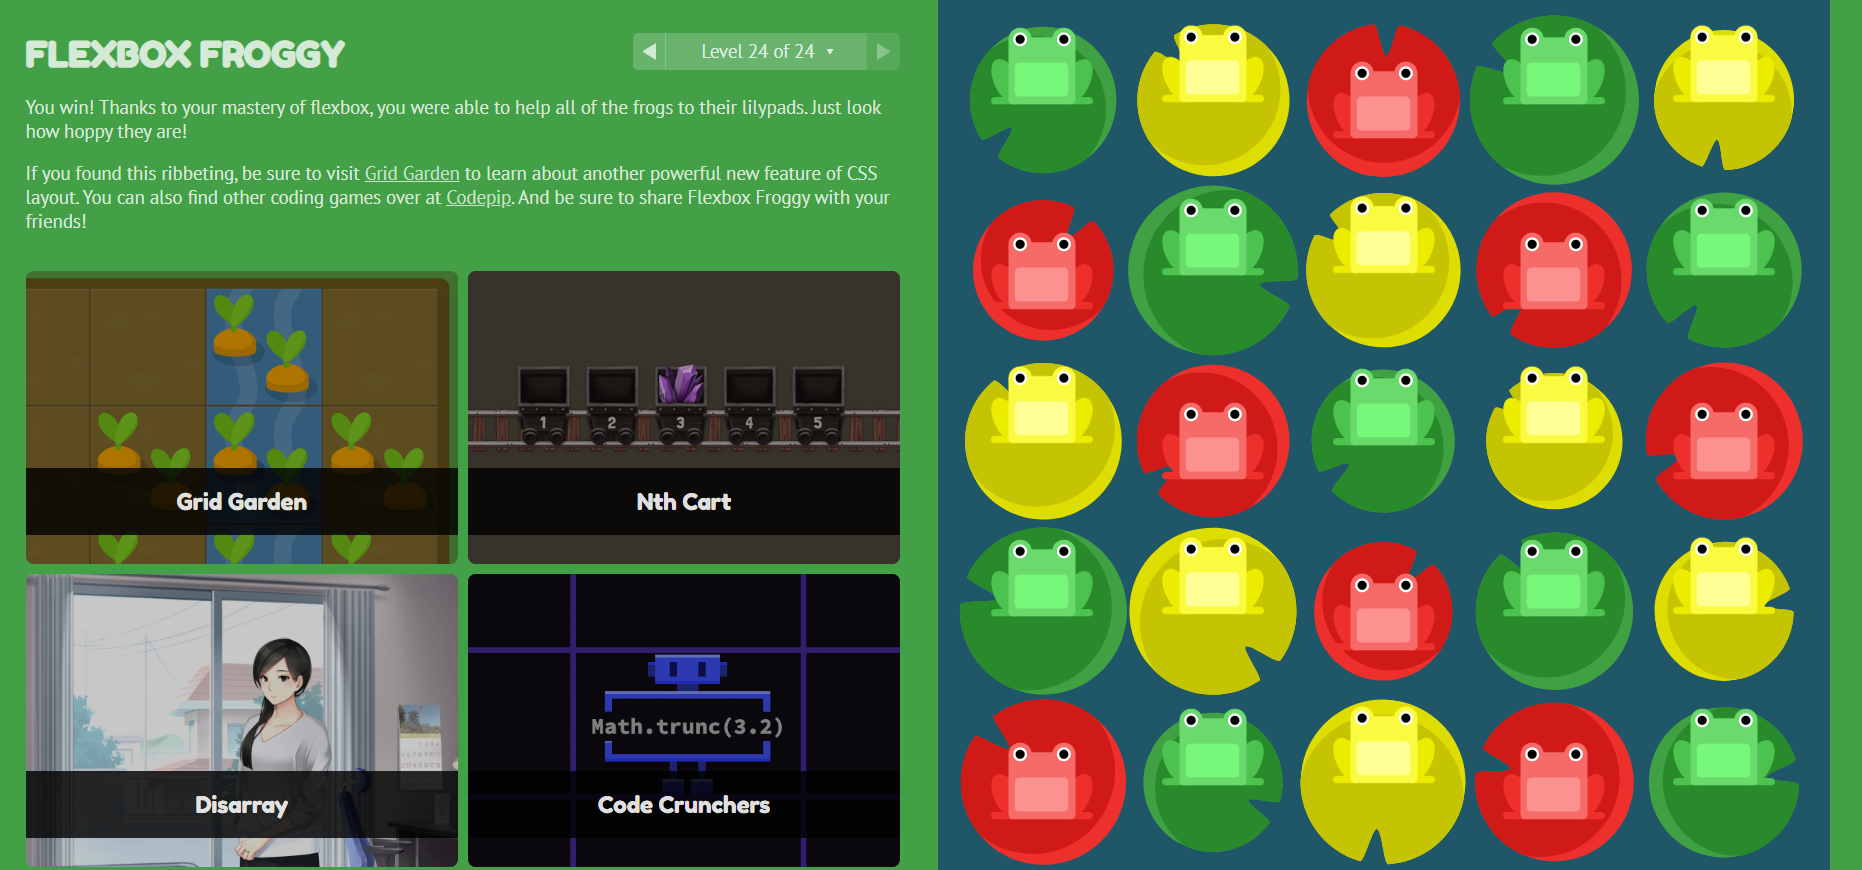 FLEXBOX FROGGY
Level 24 of 24
You win! Thanks to your mastery of flexbox, you were able to help all of the frogs to their lilypads. Just look
how hoppy they are!
If you found this ribbeting, be sure to visit Grid Garden to learn about another powerful new feature of CSS
layout. You can also find other coding games over at Codepip. And be sure to share Flexbox Froggy with your
friends!
Grid Garden
1 2 3 4 5
Nth Cart
Disarray
Math.trunc(3.2)
Code Crunchers